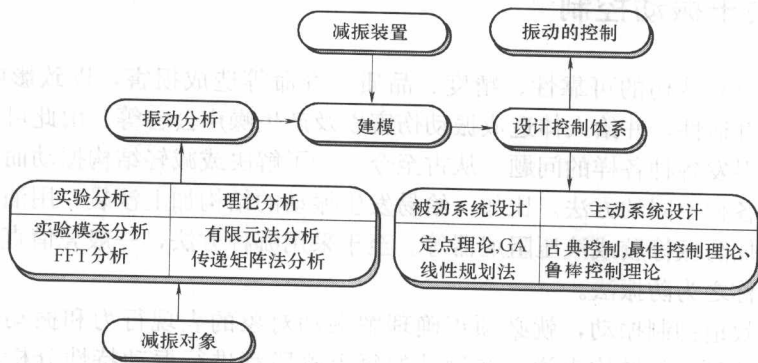 减振装置
振动的控制
振动分析
建模
设计控制体系
实验分析
理论分析
实验模态分析
FFT分析
有限元法分析
传递矩阵法分析
被动系统设计
主动系统设计
定点理论、GA
线性规划法
古典控制、最佳控制理论、
鲁棒控制理论
减振对象